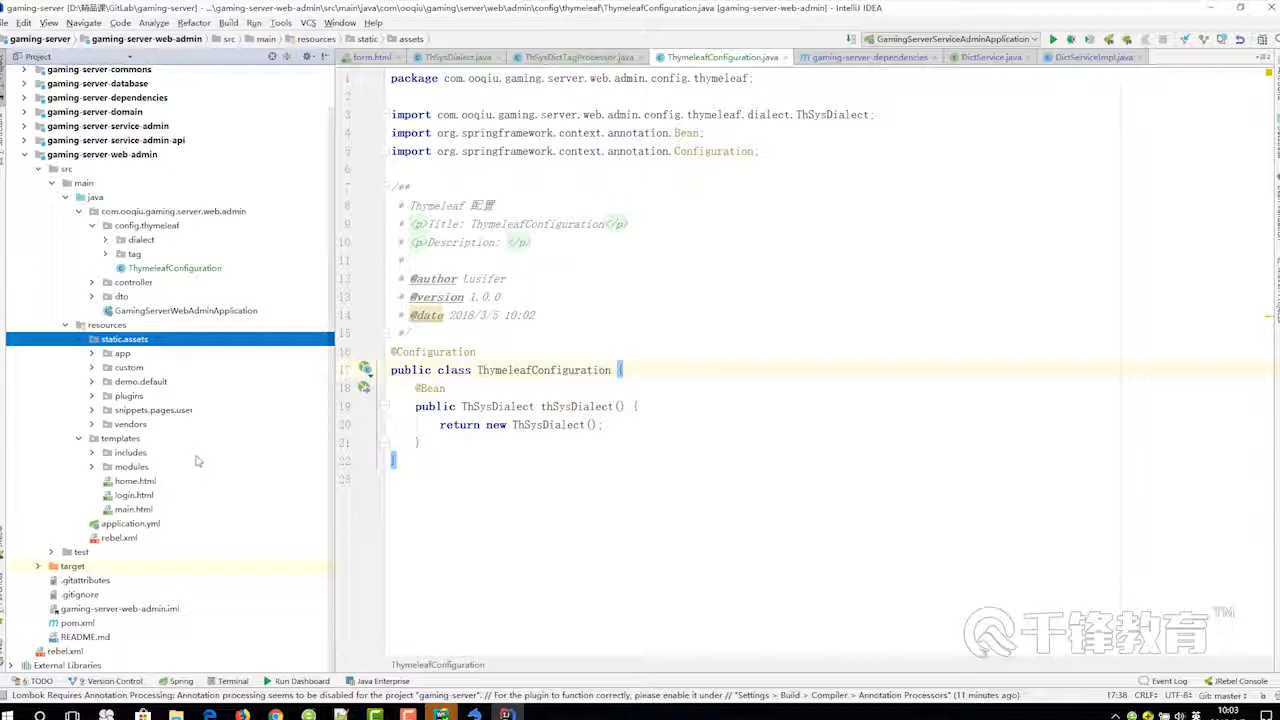 gaming-server - [D:\精品课\GitLab\gaming-server] - ...\gaming-server-web-admin\src\main\java\com\ooqiu\gaming\server\web\admin\config\thymeleaf\ThymeleafConfiguration.java [gaming-server-web-admin] - IntelliJ IDEA
File Edit View Navigate Code Analyze Refactor Build Run Tools VCS Window Help
gaming-server gaming-server-web-admin src main resources static assets GamingServerServiceAdminApplication
Project form.html ThSysDialect.java ThSysDictTagProcessor.java ThymeleafConfiguration.java gaming-server-dependencies DictService.java DictServiceImpl.java
gaming-server-commons
gaming-server-database
gaming-server-dependencies
gaming-server-domain
gaming-server-service-admin
gaming-server-service-admin-api
gaming-server-web-admin
src
main
java
com.ooqiu.gaming.server.web.admin
config.thymeleaf
dialect
tag
ThymeleafConfiguration
controller
dto
GamingServerWebAdminApplication
resources
static.assets
app
custom
demo.default
plugins
snippets.pages.user
vendors
templates
includes
modules
home.html
login.html
main.html
application.yml
rebel.xml
test
target
.gitattributes
.gitignore
gaming-server-web-admin.iml
pom.xml
README.md
rebel.xml
External Libraries
1 package com.ooqiu.gaming.server.web.admin.config.thymeleaf;
2
3 import com.ooqiu.gaming.server.web.admin.config.thymeleaf.dialect.ThSysDialect;
4 import org.springframework.context.annotation.Bean;
5 import org.springframework.context.annotation.Configuration;
6
7 /**
8 * Thymeleaf 配置
9 * <p>Title: ThymeleafConfiguration</p>
10 * <p>Description: </p>
11 *
12 * @author Lusifer
13 * @version 1.0.0
14 * @date 2018/3/5 10:02
15 */
16 @Configuration
17 public class ThymeleafConfiguration {
18 @Bean
19 public ThSysDialect thSysDialect() {
20 return new ThSysDialect();
21 }
22 }
23
千锋教育 TM
ThymeleafConfiguration
6: TODO 9: Version Control Spring Terminal Run Dashboard Java Enterprise Event Log JRebel Console
Lombok Requires Annotation Processing: Annotation processing seems to be disabled for the project "gaming-server". // For the plugin to function correctly, please enable it under // "Settings > Build > Compiler > Annotation Processors" (11 minutes ago) 17:38 CRLF: UTF-8: Git: master
英 10:03